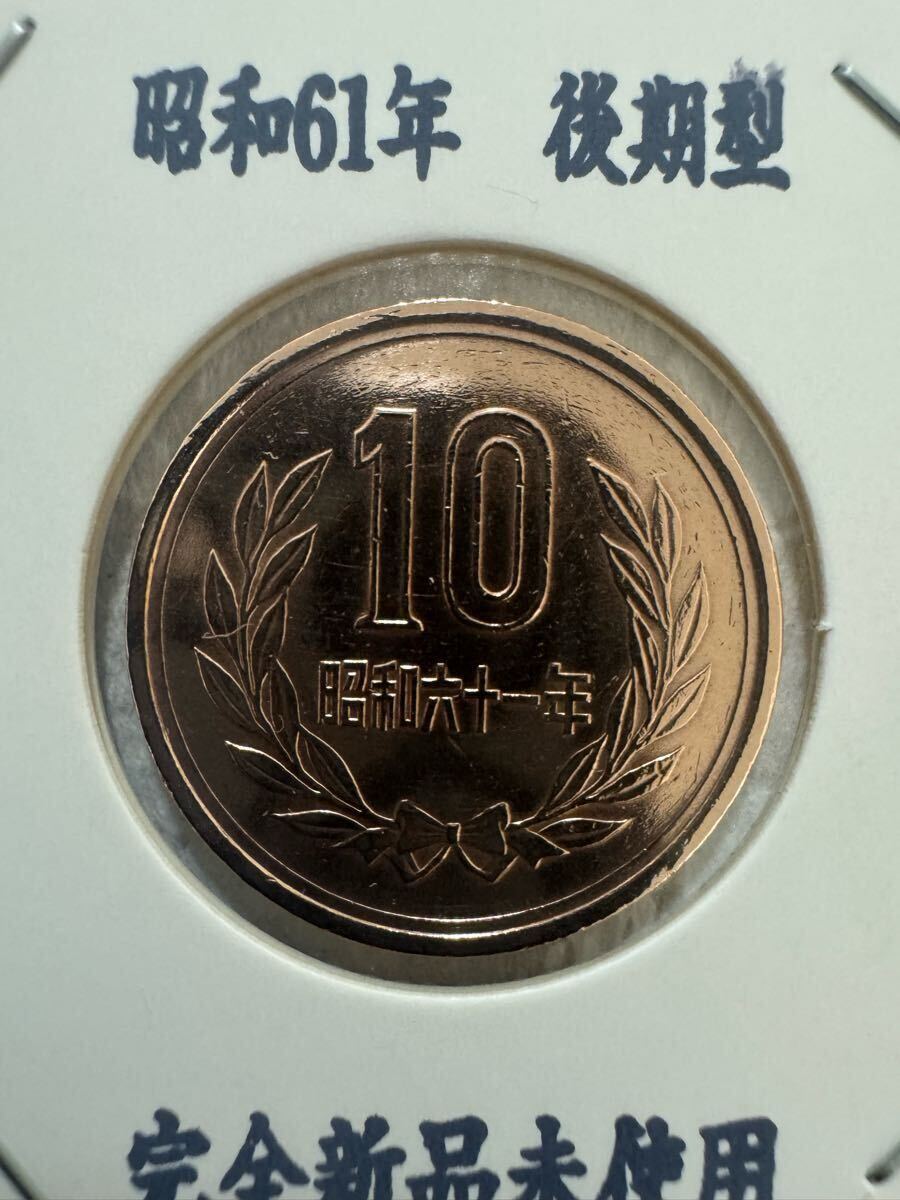 昭和61年 後期型
10
昭和六十一年
完全新品未使用